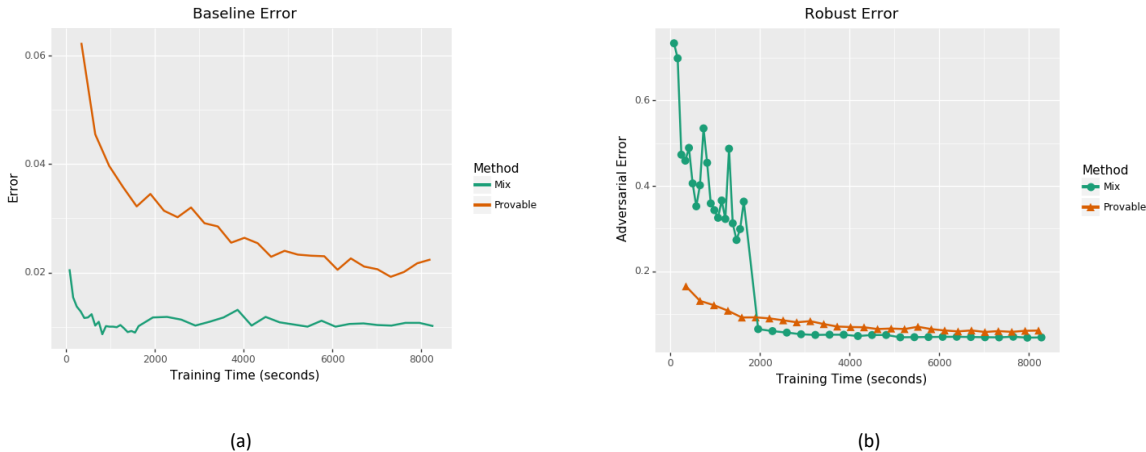 Baseline Error
0.06
0.04
0.02
Error
0
2000
4000
6000
8000
Training Time (seconds)
Method
Mix
Provable
(a)
Robust Error
0.6
0.4
0.2
Adversarial Error
0
2000
4000
6000
8000
Training Time (seconds)
Method
Mix
Provable
(b)